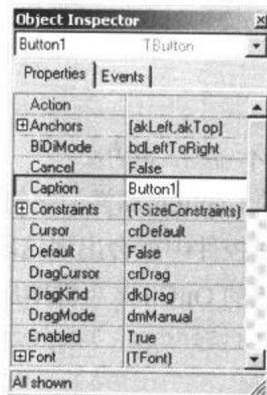 Object Inspector
Button1 TButton
Properties Events
Action
Anchors [akLeft,akTop]
BiDiMode bdLeftToRight
Cancel False
Caption Button1
Constraints (TSizeConstraints)
Cursor crDefault
Default False
DragCursor crDrag
DragKind dkDrag
DragMode dmManual
Enabled True
Font (TFont)
All shown